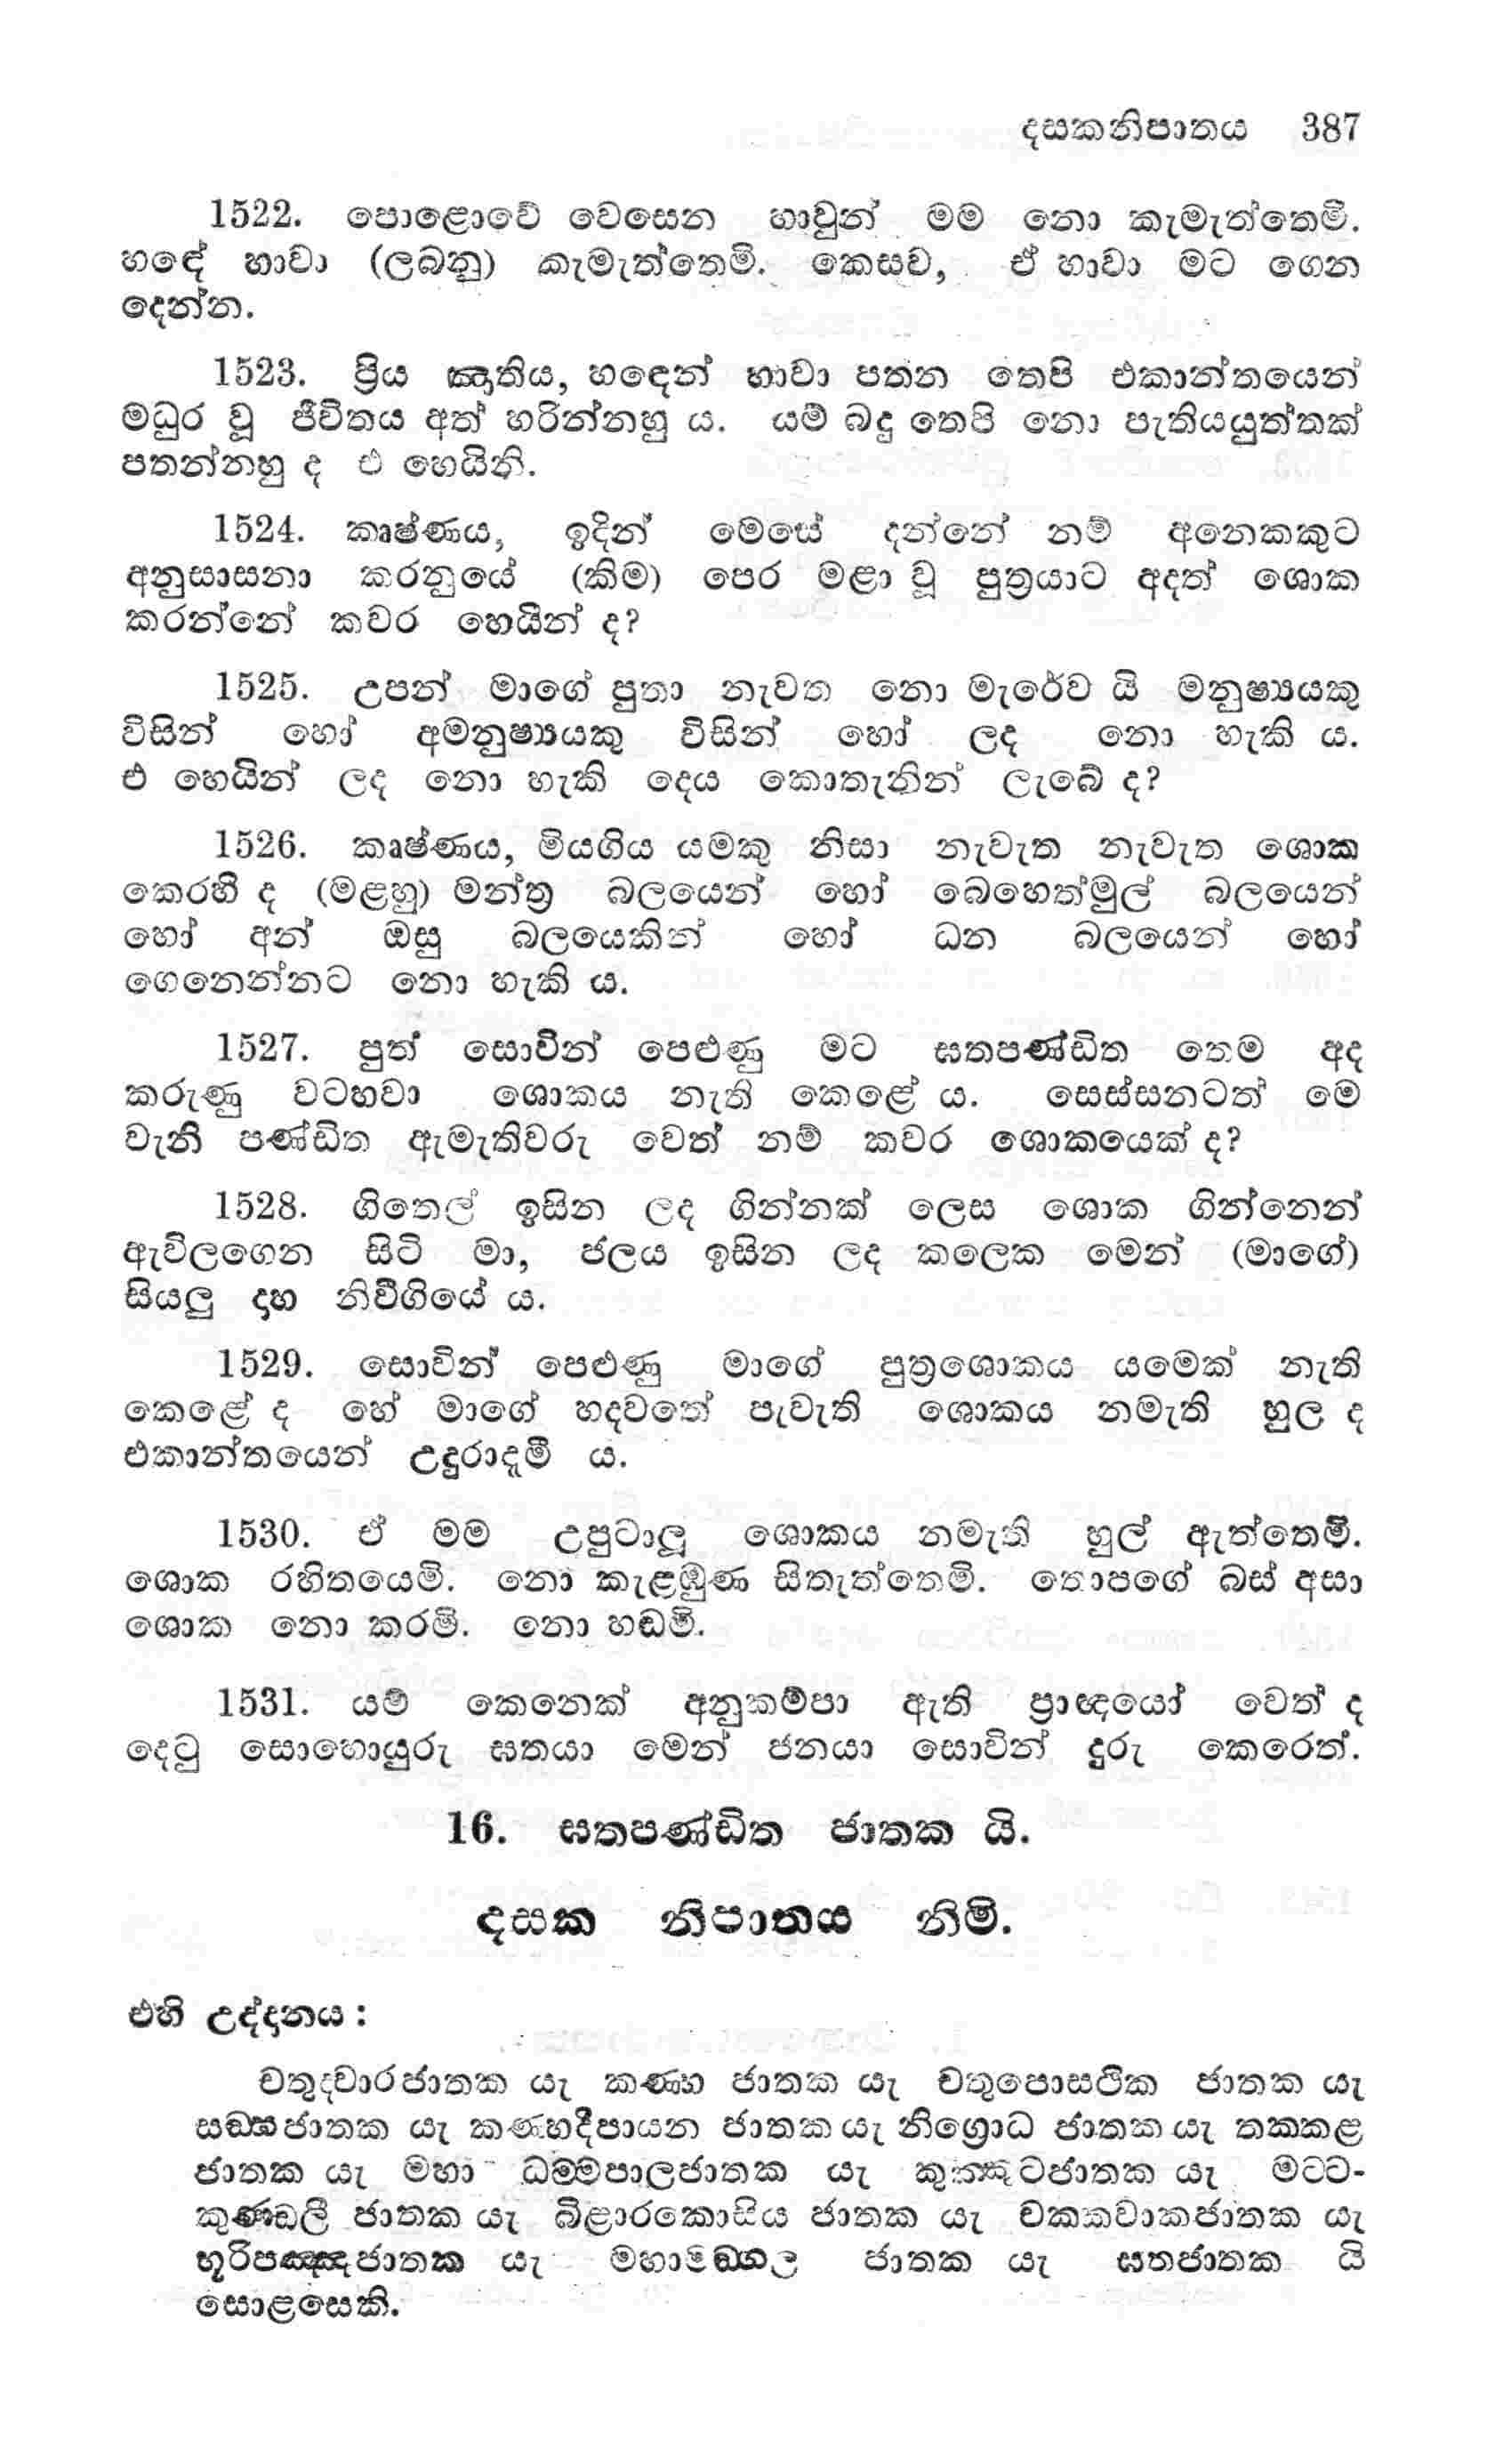 දසකනිපාතය 387
1522. පොළොවේ වෙසෙන හාවුන් මම නො කැමැත්තෙමි.
හඳේ හාවා (ලබනු) කැමැත්තෙමි. කෙසව, ඒ හාවා මට ගෙන
දෙන්න.
1523. ප්‍රිය ඤාතිය, හඳෙන් හාවා පතන තෙපි එකාන්තයෙන්
මධුර වූ ජීවිතය අත් හරින්නහු ය. යම් බඳු තෙපි නො පැතියයුත්තක්
පතන්නහු ද එ හෙයිනි.
1524. කෘෂ්ණය, ඉදින් මෙසේ දන්නේ නම් අනෙකකුට
අනුසාසනා කරනුයේ (කිම) පෙර මළා වූ පුත්‍රයාට අදත් ශොක
කරන්නේ කවර හෙයින් ද?
1525. උපන් මාගේ පුතා නැවත නො මැරේව යි මනුෂ්‍යයකු
විසින් හෝ අමනුෂ්‍යයකු විසින් හෝ ලද නො හැකි ය.
එ හෙයින් ලද නො හැකි දෙය කොතැනින් ලැබේ ද?
1526. කෘෂ්ණය, මියගිය යමකු නිසා නැවැත නැවැත ශොක
කෙරහි ද (මළහු) මන්ත්‍ර බලයෙන් හෝ බෙහෙත්මුල් බලයෙන්
හෝ අන් ඔසු බලයෙකින් හෝ ධන බලයෙන් හෝ
ගෙනෙන්නට නො හැකි ය.
1527. පුත් සොවින් පෙළුණු මට ඝතපණ්ඩිත තෙම අද
කරුණු වටහවා ශොකය නැති කෙළේ ය. සෙස්සනටත් මෙ
වැනි පණ්ඩිත ඇමැතිවරු වෙත් නම් කවර ශොකයෙක් ද?
1528. ගිතෙල් ඉසින ලද ගින්නක් ලෙස ශොක ගින්නෙන්
ඇවිලගෙන සිටි මා, ජලය ඉසින ලද කලෙක මෙන් (මාගේ)
සියලු දාහ නිවීගියේ ය.
1529. සොවින් පෙළුණු මාගේ පුත්‍රශොකය යමෙක් නැති
කෙළේ ද හේ මාගේ හදවතේ පැවැති ශොකය නමැති හුල ද
එකාන්තයෙන් උදුරාදැමී ය.
1530. ඒ මම උපුටාලූ ශොකය නමැති හුල් ඇත්තෙමි.
ශොක රහිතයෙමි. නො කැළඹුණ සිතැත්තෙමි. තොපගේ බස් අසා
ශොක නො කරමි. නො හඬමි.
1531. යම් කෙනෙක් අනුකම්පා ඇති ප්‍රාඥයෝ වෙත් ද
දෙටු සොහොයුරු ඝතයා මෙන් ජනයා සොවින් දුරු කෙරෙත්.
16. ඝතපණ්ඩිත ජාතක යි.
දසක නිපාතය නිමි.
එහි උද්දානය :
චතුද්වාරජාතක යැ කණ්හ ජාතක යැ චතුපොසථික ජාතක යැ
සඞ්ඛජාතක යැ කණ්හදීපායන ජාතක යැ නිග්‍රොධ ජාතක යැ තක්කළ
ජාතක යැ මහා ධම්මපාලජාතක යැ කුක්කුටජාතක යැ මට්ට-
කුණ්ඩලී ජාතක යැ බිළාරකොසිය ජාතක යැ චක්කවාකජාතක යැ
භූරිපඤ්ඤජාතක යැ මහාමඞ්ගල ජාතක යැ ඝතජාතක යි
සොළසෙකි.